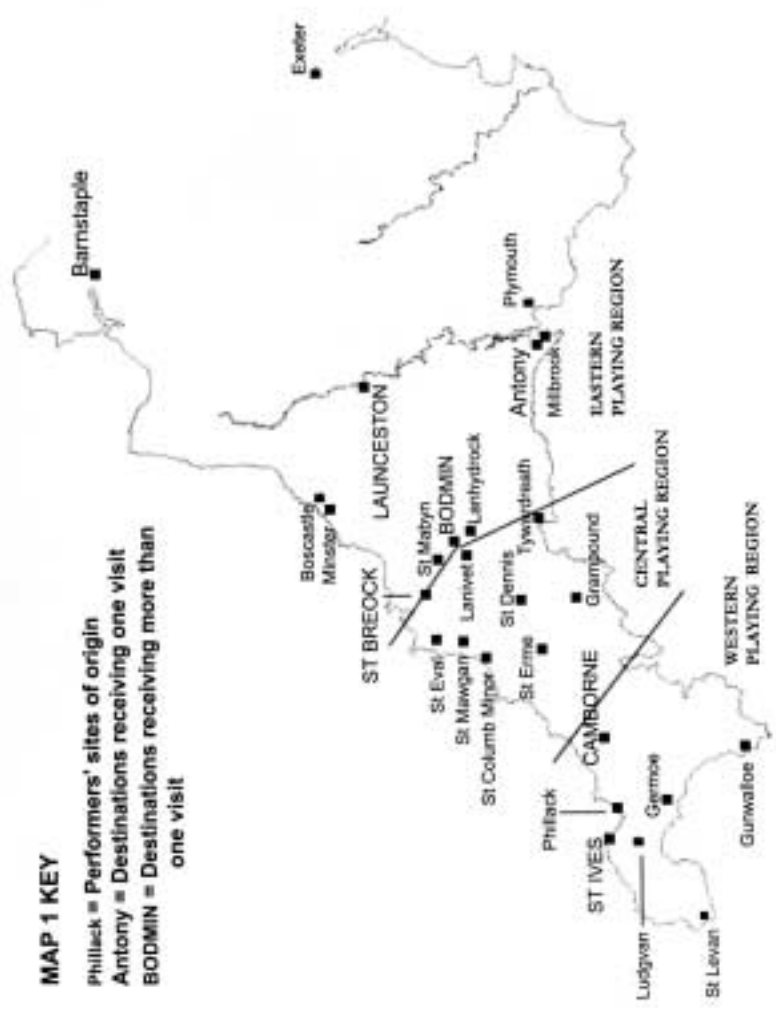 MAP 1 KEY
Phillack = Performers' sites of origin
Antony = Destinations receiving one visit
BODMIN = Destinations receiving more than
one visit
Barnstaple
Exeter
Boscastle
Minster
LAUNCESTON
ST BREOCK
St Mabyn
BODMIN
Lanhydrock
Lanivet
St Eval
St Mawgan
St Columb Minor
St Dennis
St Erme
Tywardreath
Grampound
Plymouth
Antony
Millbrook
EASTERN
PLAYING REGION
CENTRAL
PLAYING REGION
WESTERN
PLAYING REGION
CAMBORNE
Phillack
ST IVES
Ludgvan
Germoe
Gunwalloe
St Levan